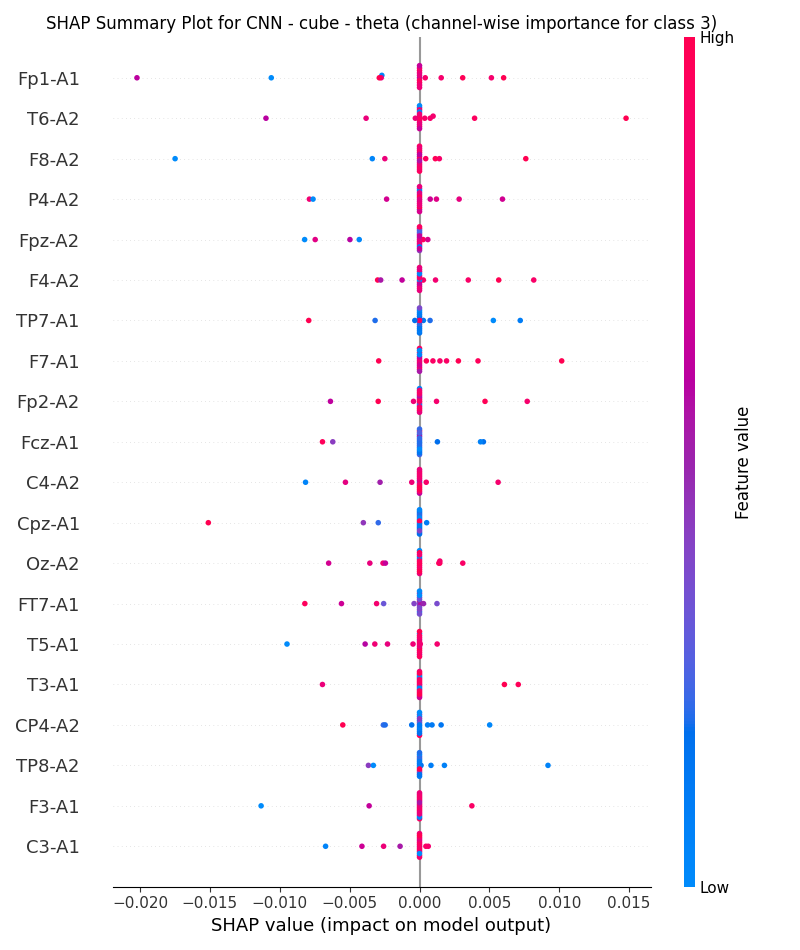 SHAP Summary Plot for CNN - cube - theta (channel-wise importance for class 3)
High
Fp1-A1
T6-A2
F8-A2
P4-A2
Fpz-A2
F4-A2
TP7-A1
F7-A1
Fp2-A2
Fcz-A1
C4-A2
Cpz-A1
Oz-A2
FT7-A1
T5-A1
T3-A1
CP4-A2
TP8-A2
F3-A1
C3-A1
Feature value
Low
−0.020 −0.015 −0.010 −0.005 0.000 0.005 0.010 0.015
SHAP value (impact on model output)